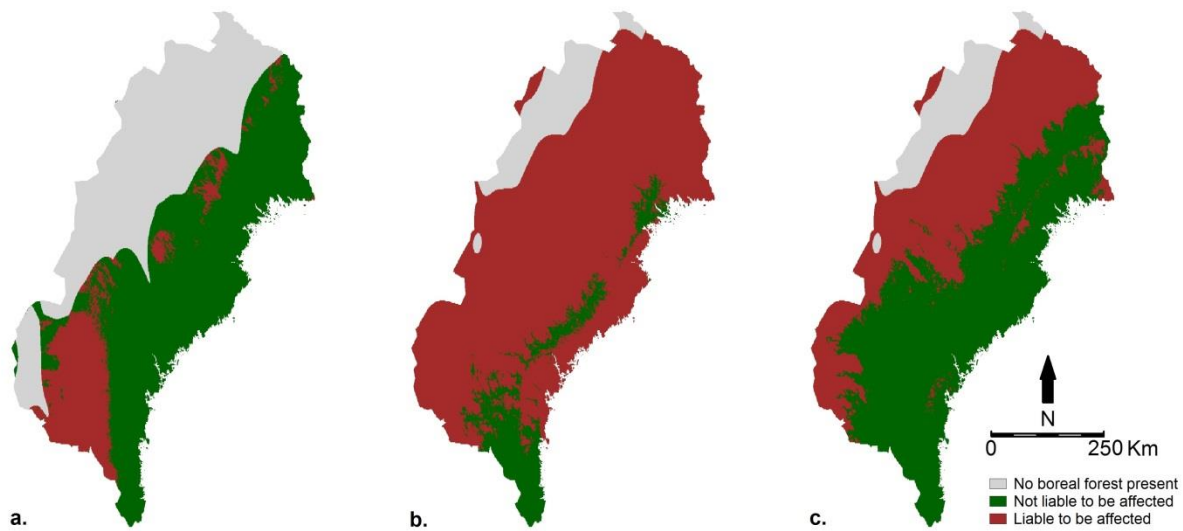 N
0 250 Km
No boreal forest present
Not liable to be affected
Liable to be affected
a. b. c.